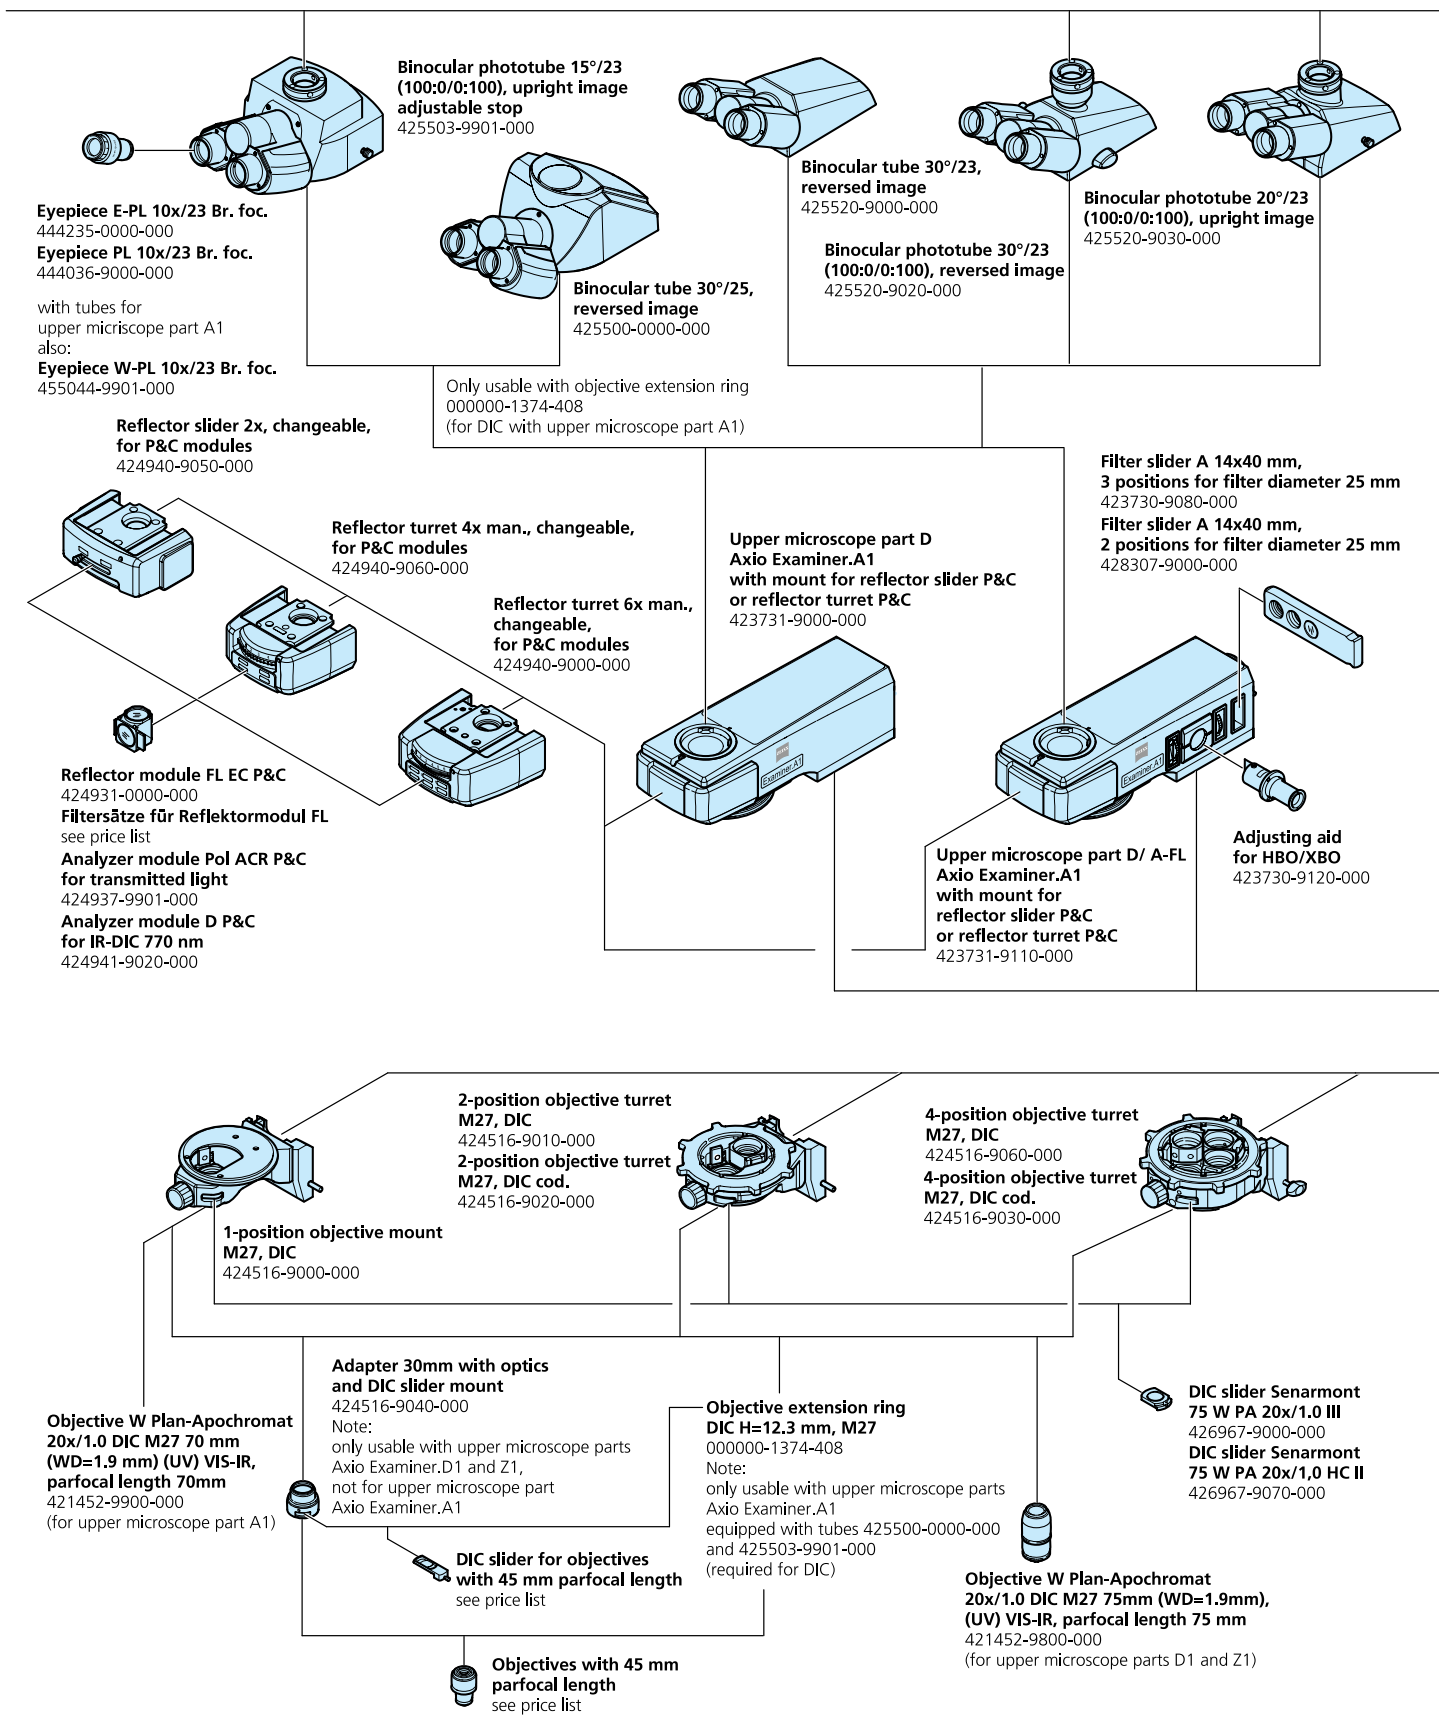 Binocular phototube 15°/23
(100:0/0:100), upright image
adjustable stop
425503-9901-000
Eyepiece E-PL 10x/23 Br. foc.
444235-0000-000
Eyepiece PL 10x/23 Br. foc.
444036-9000-000
with tubes for
upper micriscope part A1
also:
Eyepiece W-PL 10x/23 Br. foc.
455044-9901-000
Binocular tube 30°/25,
reversed image
425500-0000-000
Binocular tube 30°/23,
reversed image
425520-9000-000
Binocular phototube 30°/23
(100:0/0:100), reversed image
425520-9020-000
Binocular phototube 20°/23
(100:0/0:100), upright image
425520-9030-000
Only usable with objective extension ring
000000-1374-408
(for DIC with upper microscope part A1)
Reflector slider 2x, changeable,
for P&C modules
424940-9050-000
Reflector turret 4x man., changeable,
for P&C modules
424940-9060-000
Reflector turret 6x man.,
changeable,
for P&C modules
424940-9000-000
Upper microscope part D
Axio Examiner.A1
with mount for reflector slider P&C
or reflector turret P&C
423731-9000-000
Filter slider A 14x40 mm,
3 positions for filter diameter 25 mm
423730-9080-000
Filter slider A 14x40 mm,
2 positions for filter diameter 25 mm
428307-9000-000
Examiner.A1
Examiner.A1
Reflector module FL EC P&C
424931-0000-000
Filtersätze für Reflektormodul FL
see price list
Analyzer module Pol ACR P&C
for transmitted light
424937-9901-000
Analyzer module D P&C
for IR-DIC 770 nm
424941-9020-000
Upper microscope part D/ A-FL
Axio Examiner.A1
with mount for
reflector slider P&C
or reflector turret P&C
423731-9110-000
Adjusting aid
for HBO/XBO
423730-9120-000
2-position objective turret
M27, DIC
424516-9010-000
2-position objective turret
M27, DIC cod.
424516-9020-000
4-position objective turret
M27, DIC
424516-9060-000
4-position objective turret
M27, DIC cod.
424516-9030-000
1-position objective mount
M27, DIC
424516-9000-000
Adapter 30mm with optics
and DIC slider mount
424516-9040-000
Note:
only usable with upper microscope parts
Axio Examiner.D1 and Z1,
not for upper microscope part
Axio Examiner.A1
Objective W Plan-Apochromat
20x/1.0 DIC M27 70 mm
(WD=1.9 mm) (UV) VIS-IR,
parfocal length 70mm
421452-9900-000
(for upper microscope part A1)
Objective extension ring
DIC H=12.3 mm, M27
000000-1374-408
Note:
only usable with upper microscope parts
Axio Examiner.A1
equipped with tubes 425500-0000-000
and 425503-9901-000
(required for DIC)
DIC slider Senarmont
75 W PA 20x/1.0 III
426967-9000-000
DIC slider Senarmont
75 W PA 20x/1,0 HC II
426967-9070-000
DIC slider for objectives
with 45 mm parfocal length
see price list
Objective W Plan-Apochromat
20x/1.0 DIC M27 75mm (WD=1.9mm),
(UV) VIS-IR, parfocal length 75 mm
421452-9800-000
(for upper microscope parts D1 and Z1)
Objectives with 45 mm
parfocal length
see price list